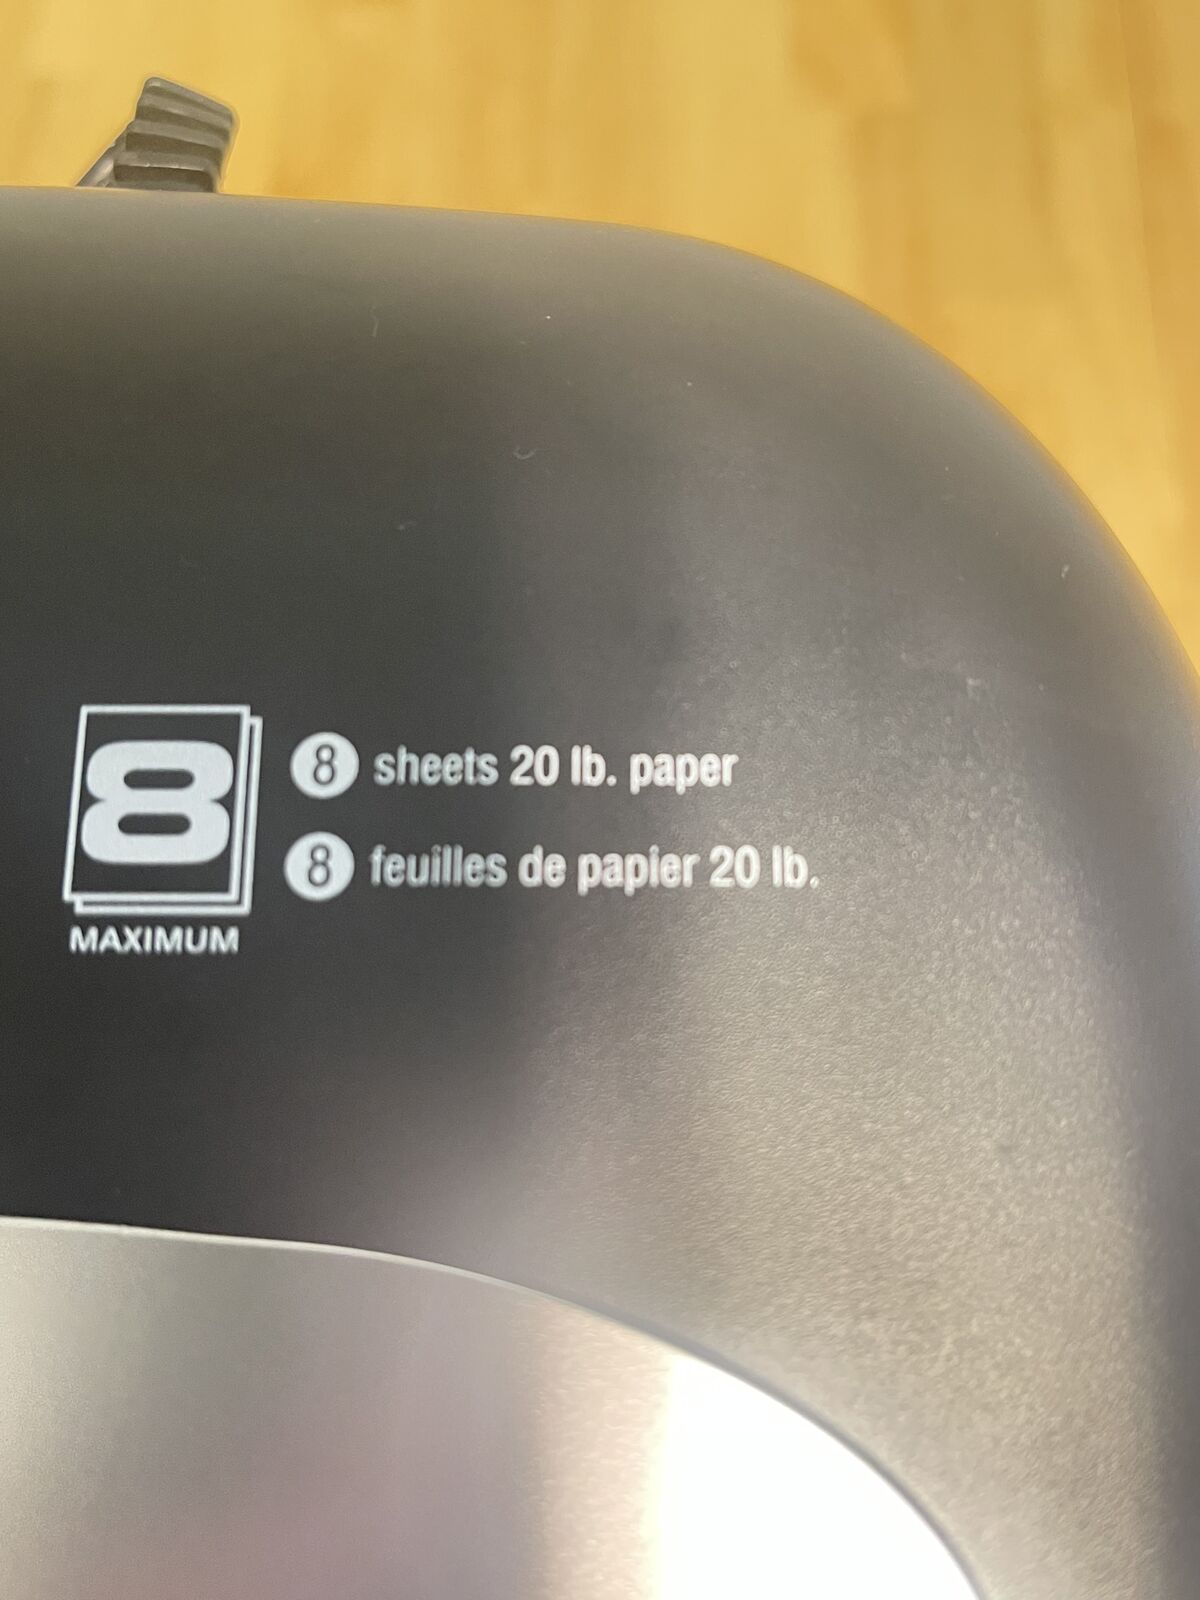 8
MAXIMUM
8 sheets 20 lb. paper
8 feuilles de papier 20 lb.